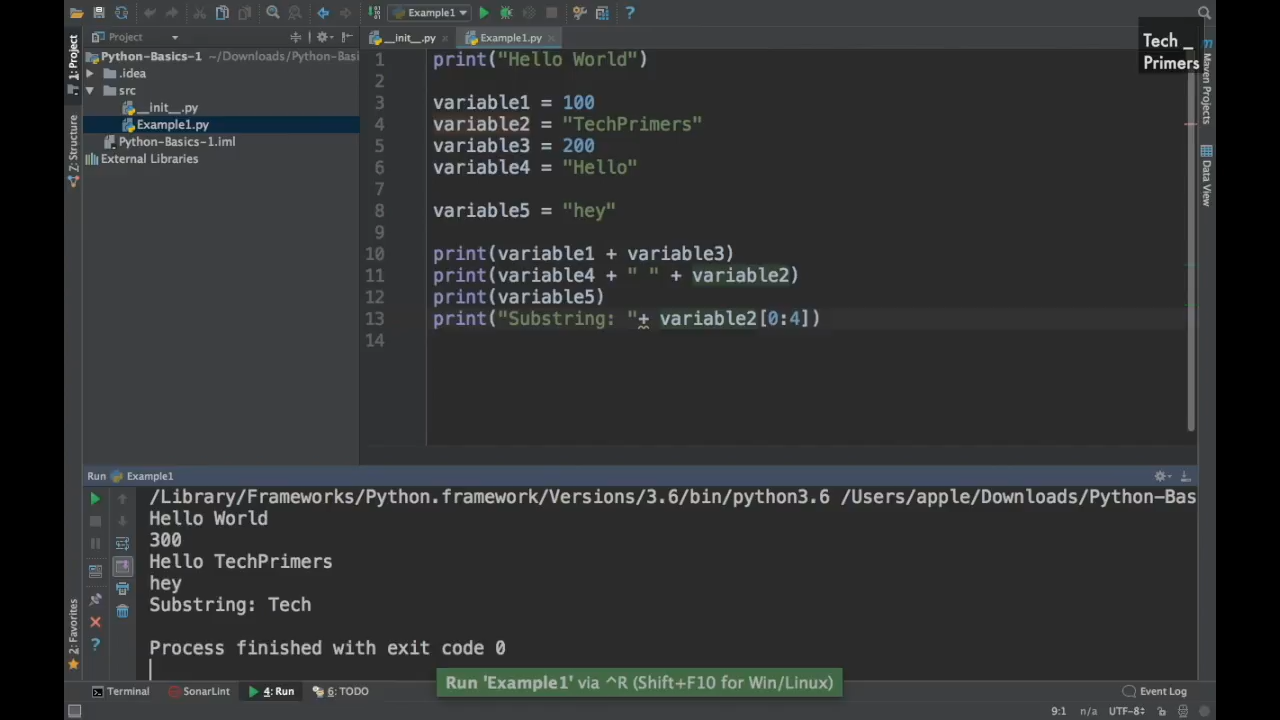 Example1
Tech _
Primers
1: Project
Project
__init__.py
Example1.py
Python-Basics-1 ~/Downloads/Python-Basi
.idea
src
__init__.py
Example1.py
Python-Basics-1.iml
External Libraries
Z: Structure
2: Favorites
1 print("Hello World")
2
3 variable1 = 100
4 variable2 = "TechPrimers"
5 variable3 = 200
6 variable4 = "Hello"
7
8 variable5 = "hey"
9
10 print(variable1 + variable3)
11 print(variable4 + " " + variable2)
12 print(variable5)
13 print("Substring: "+ variable2[0:4])
14
Maven Projects
Data View
Run Example1
/Library/Frameworks/Python.framework/Versions/3.6/bin/python3.6 /Users/apple/Downloads/Python-Bas
Hello World
300
Hello TechPrimers
hey
Substring: Tech
Process finished with exit code 0
Run 'Example1' via ^R (Shift+F10 for Win/Linux)
Terminal
SonarLint
4: Run
6: TODO
Event Log
9:1 n/a UTF-8